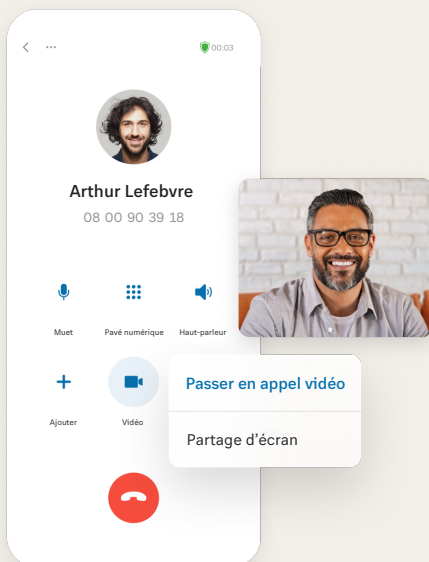 00:03
Arthur Lefebvre
08 00 90 39 18
Muet Pavé numérique Haut-parleur
Passer en appel vidéo
Ajouter Vidéo
Partage d’écran